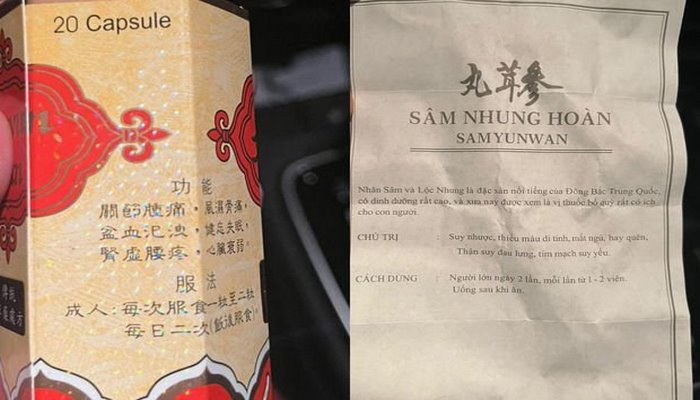 20 Capsule
功能
關節腫痛,風濕骨痛,
盆血汜洩,健忘失眠,
腎虛腰疼,心臟衰弱。
服法
成人:每次服食一粒至二粒
每日二次(飯後服食)
丸茸參
SÂM NHUNG HOÀN
SAMYUNWAN
Nhân Sâm và Lộc Nhung là đặc sản nổi tiếng của Đông Bắc Trung Quốc,
có dinh dưỡng rất cao, và xưa nay được xem là vị thuốc bổ quý rất có ích
cho con người.
CHỦ TRỊ : Suy nhược, thiếu máu di tinh, mất ngủ, hay quên,
Thận suy đau lưng, tim mạch suy yếu.
CÁCH DÙNG : Người lớn ngày 2 lần, mỗi lần từ 1 - 2 viên.
Uống sau khi ăn.